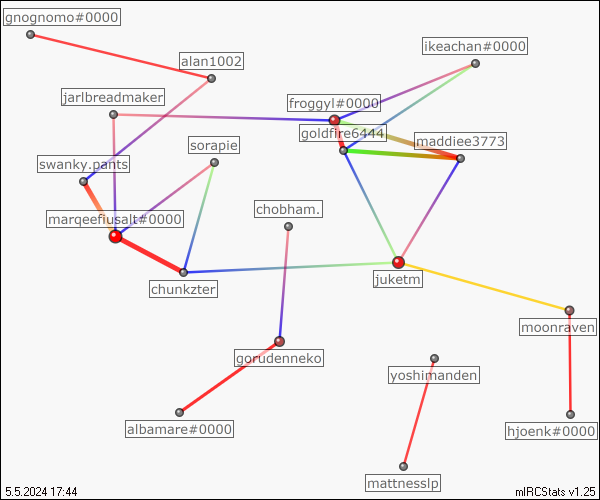 gnognomo#0000
ikeachan#0000
alan1002
jarlbreadmaker
froggyl#0000
goldfire6444
maddiee3773
sorapie
swanky.pants
chobham.
marqeefiusalt#0000
juketm
chunkzter
moonraven
gorudenneko
yoshimanden
albamare#0000
hjoenk#0000
mattnesslp
5.5.2024 17:44
mIRCStats v1.25